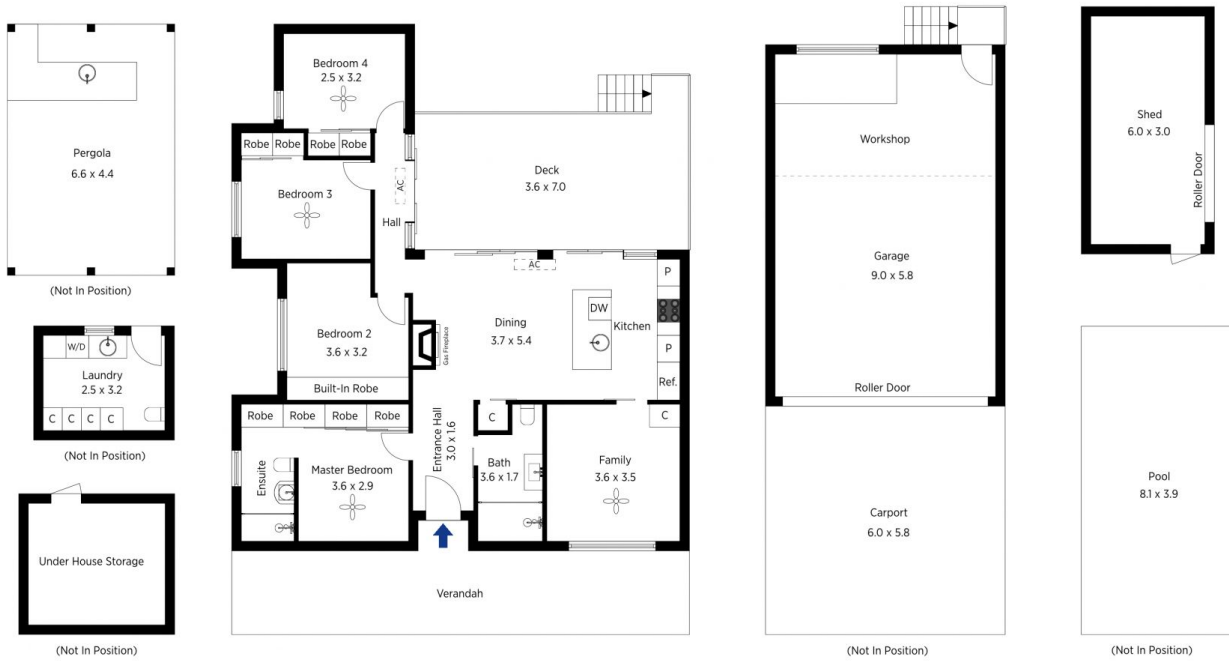 Pergola
6.6 x 4.4
(Not In Position)
W/D
Laundry
2.5 x 3.2
C C C C
(Not In Position)
Under House Storage
(Not In Position)
Bedroom 4
2.5 x 3.2
Robe Robe Robe Robe
Bedroom 3
AC
Hall
Deck
3.6 x 7.0
AC
Bedroom 2
3.6 x 3.2
Built-In Robe
Gas Fireplace
Dining
3.7 x 5.4
DW
Kitchen
P
P
Ref.
Robe Robe Robe Robe
Ensuite
Master Bedroom
3.6 x 2.9
Entrance Hall
3.0 x 1.6
C
Bath
3.6 x 1.7
C
Family
3.6 x 3.5
Verandah
Workshop
Garage
9.0 x 5.8
Roller Door
Carport
6.0 x 5.8
(Not In Position)
Shed
6.0 x 3.0
Roller Door
Pool
8.1 x 3.9
(Not In Position)